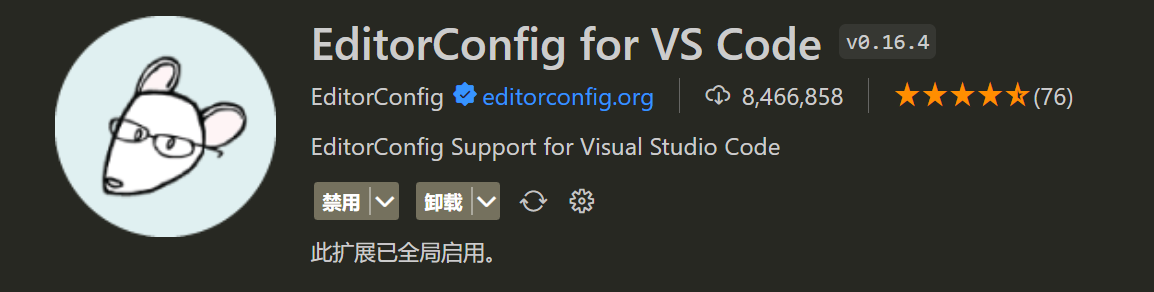 EditorConfig for VS Code v0.16.4
EditorConfig editorconfig.org 8,466,858 (76)
EditorConfig Support for Visual Studio Code
禁用 卸载
此扩展已全局启用。